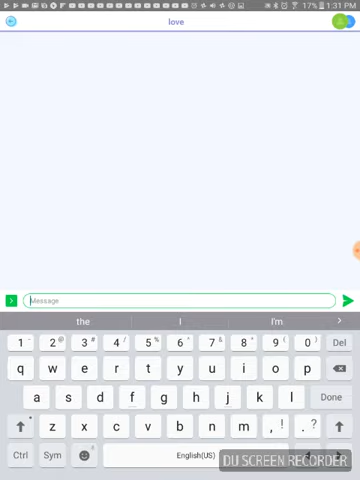 17% 1:31 PM
love
Message
the I I'm
1 - 2 @ 3 # 4 / 5 % 6 ^ 7 & 8 * 9 ( 0 ) Del
q w e r t y u i o p
a s d f g h j k l Done
z x c v b n m , ! . ?
Ctrl Sym English(US)
DU SCREEN RECORDER